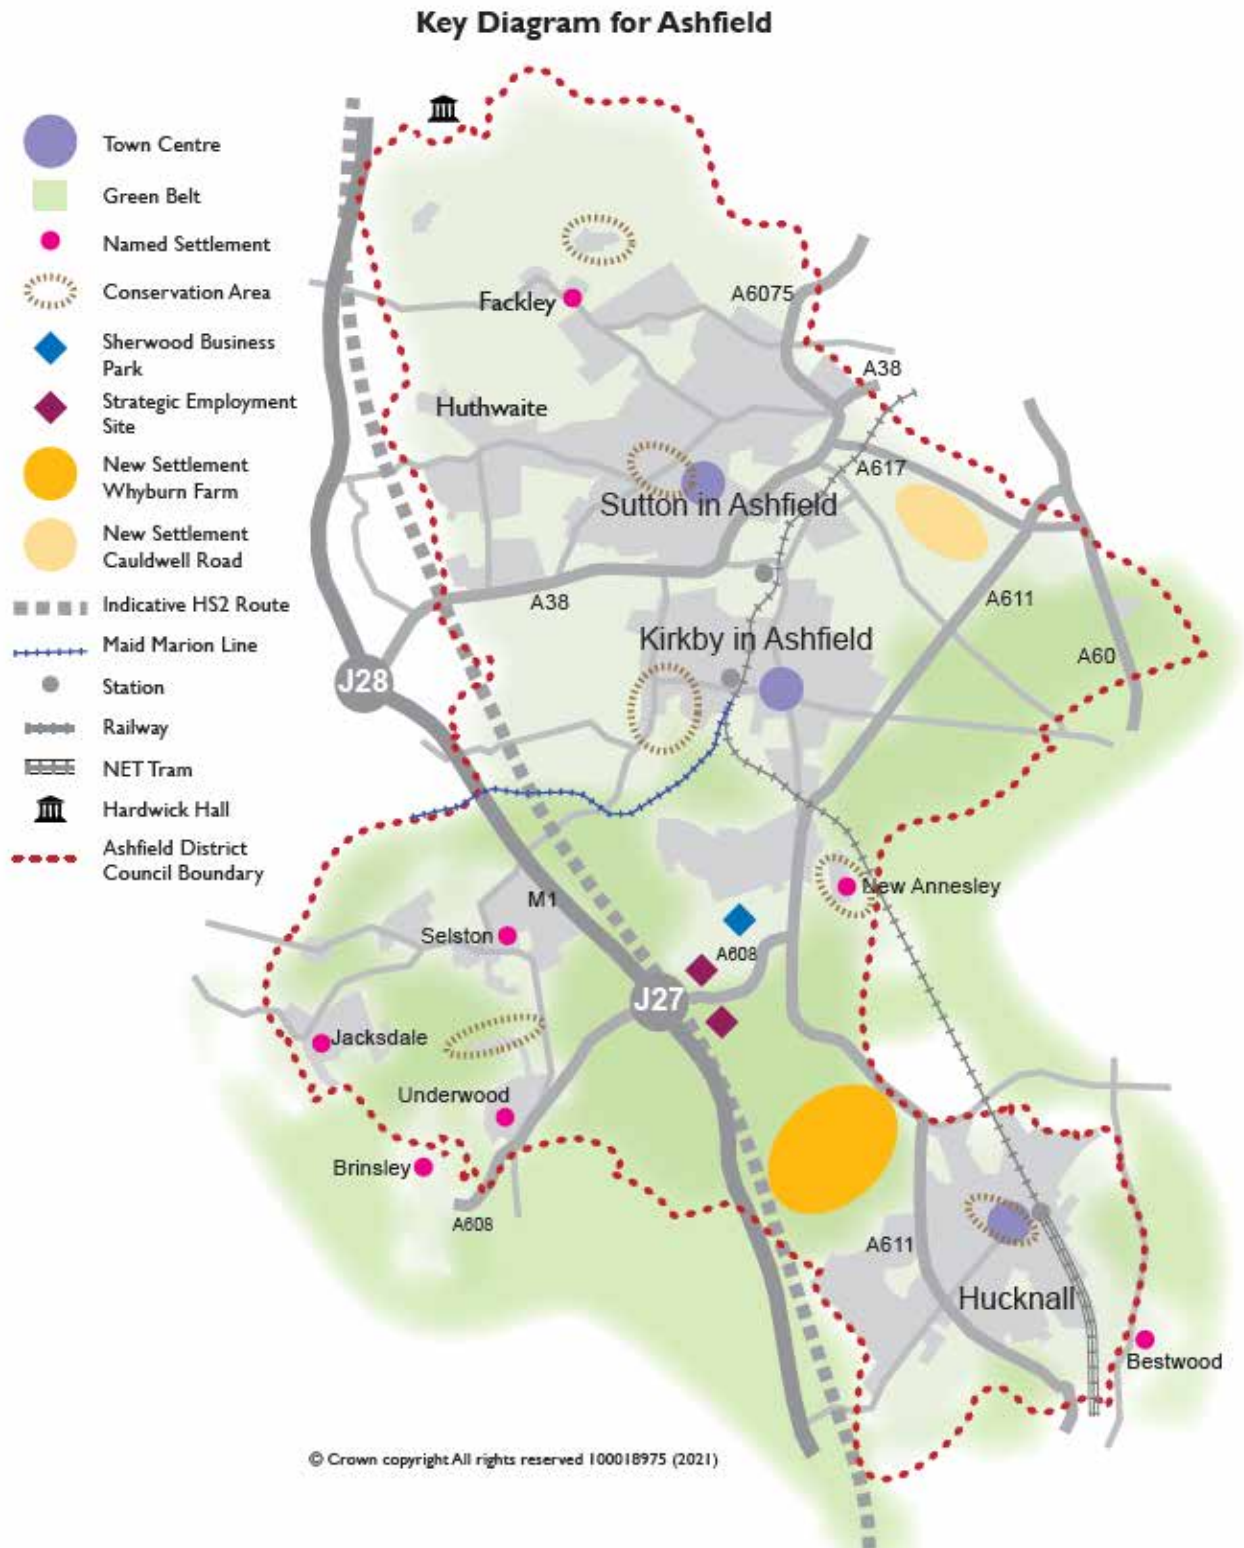 Key Diagram for Ashfield
Town Centre
Green Belt
Named Settlement
Conservation Area
Sherwood Business
Park
Strategic Employment
Site
New Settlement
Whyburn Farm
New Settlement
Cauldwell Road
Indicative HS2 Route
Maid Marion Line
Station
Railway
NET Tram
Hardwick Hall
Ashfield District
Council Boundary
Fackley
A6075
A38
Huthwaite
A617
Sutton in Ashfield
A38
A611
Kirkby in Ashfield
A60
J28
New Annesley
M1
Selston
A608
J27
Jacksdale
Underwood
Brinsley
A608
A611
Hucknall
Bestwood
© Crown copyright All rights reserved 100018975 (2021)